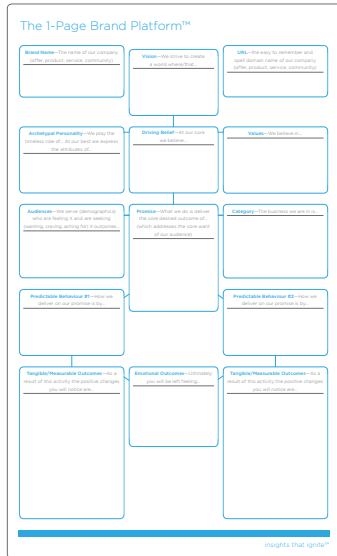 The 1-Page Brand Platform™
Brand Name—The name of our company
(offer, product, service, community)
Vision—We strive to create
a world where/that...
URL—the easy to remember and
spell domain name of our company
(offer, product, service, community)
Archetypal Personality—We play the
timeless role of... At our best we express
the attributes of...
Driving Belief—At our core
we believe...
Values—We believe in...
Audiences—We serve (demographics)
who are feeling it and are seeking
(wanting, craving, aching for) it outcomes...
Promise—What we do is deliver
the core desired outcome of...
(which addresses the core want
of our audience)
Category—The business we are in is...
Predictable Behaviour #1—How we
deliver on our promise is by...
Predictable Behaviour #2—How we
deliver on our promise is by...
Tangible/Measurable Outcomes—As a
result of this activity the positive changes
you will notice are...
Emotional Outcomes—Ultimately
you will be left feeling...
Tangible/Measurable Outcomes—As a
result of this activity the positive changes
you will notice are...
insights that ignite™